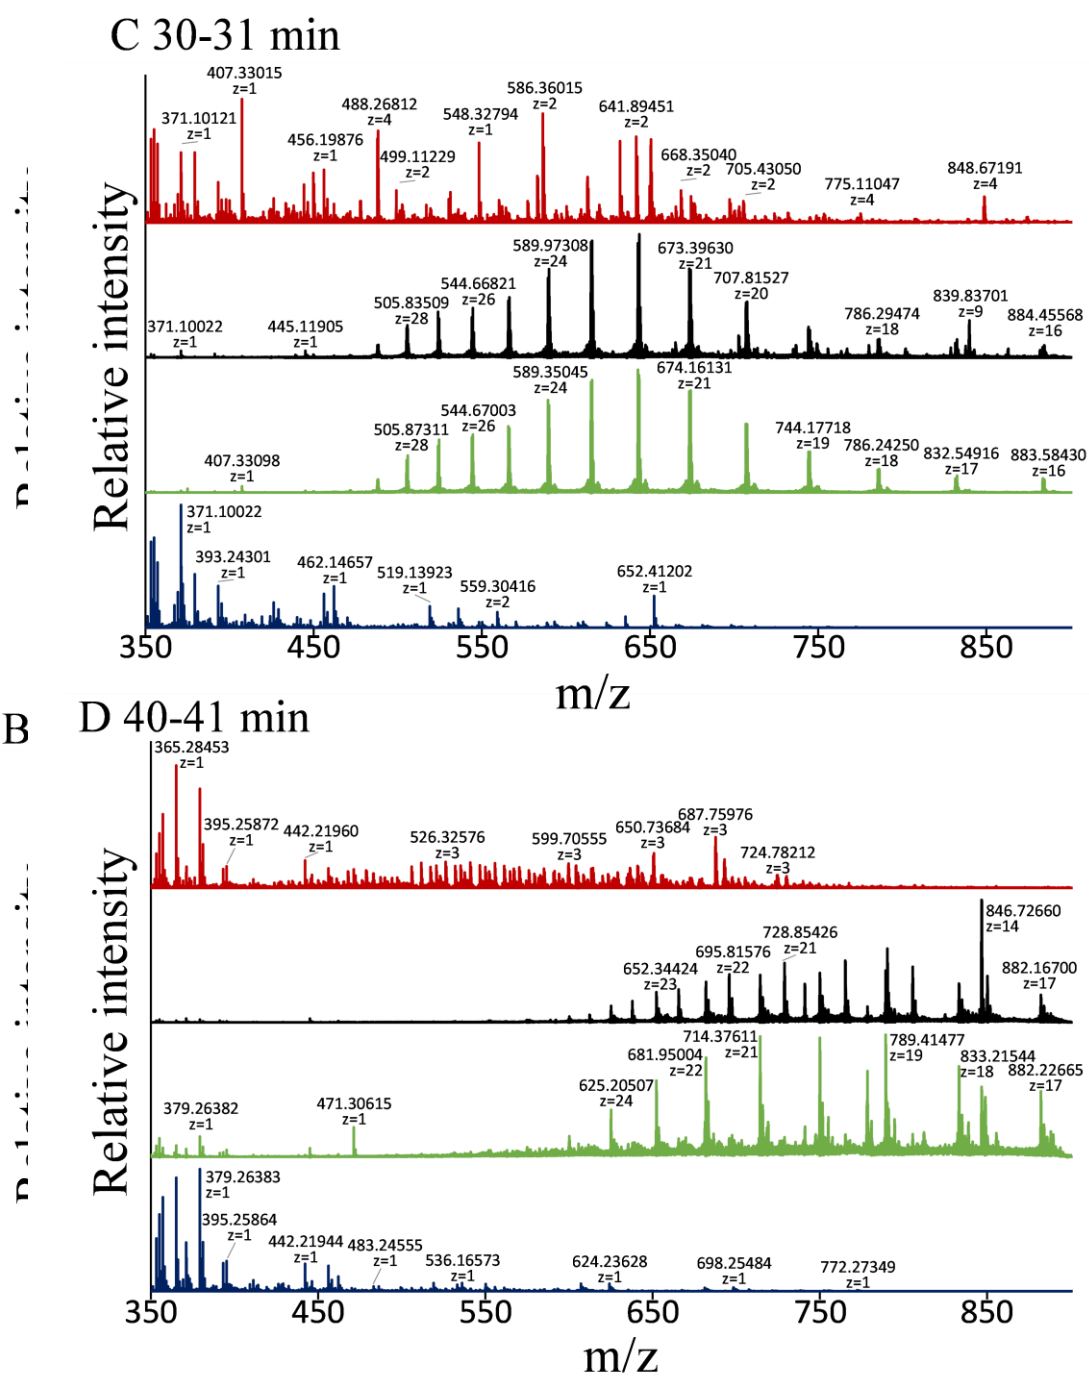 C 30-31 min
407.33015
z=1
371.10121
z=1
456.19876
z=1
488.26812
z=4
499.11229
z=2
548.32794
z=1
586.36015
z=2
641.89451
z=2
668.35040
z=2
705.43050
z=2
775.11047
z=4
848.67191
z=4
371.10022
z=1
445.11905
z=1
505.83509
z=28
544.66821
z=26
589.97308
z=24
673.39630
z=21
707.81527
z=20
786.29474
z=18
839.83701
z=9
884.45568
z=16
407.33098
z=1
505.87311
z=28
544.67003
z=26
589.35045
z=24
674.16131
z=21
744.17718
z=19
786.24250
z=18
832.54916
z=17
883.58430
z=16
371.10022
z=1
393.24301
z=1
462.14657
z=1
519.13923
z=1
559.30416
z=2
652.41202
z=1
Relative intensity
350 450 550 650 750 850
m/z
B
D 40-41 min
365.28453
z=1
395.25872
z=1
442.21960
z=1
526.32576
z=3
599.70555
z=3
650.73684
z=3
687.75976
z=3
724.78212
z=3
652.34424
z=23
695.81576
z=22
728.85426
z=21
846.72660
z=14
882.16700
z=17
379.26382
z=1
471.30615
z=1
625.20507
z=24
681.95004
z=22
714.37611
z=21
789.41477
z=19
833.21544
z=18
882.22665
z=17
379.26383
z=1
395.25864
z=1
442.21944
z=1
483.24555
z=1
536.16573
z=1
624.23628
z=1
698.25484
z=1
772.27349
z=1
Relative intensity
350 450 550 650 750 850
m/z